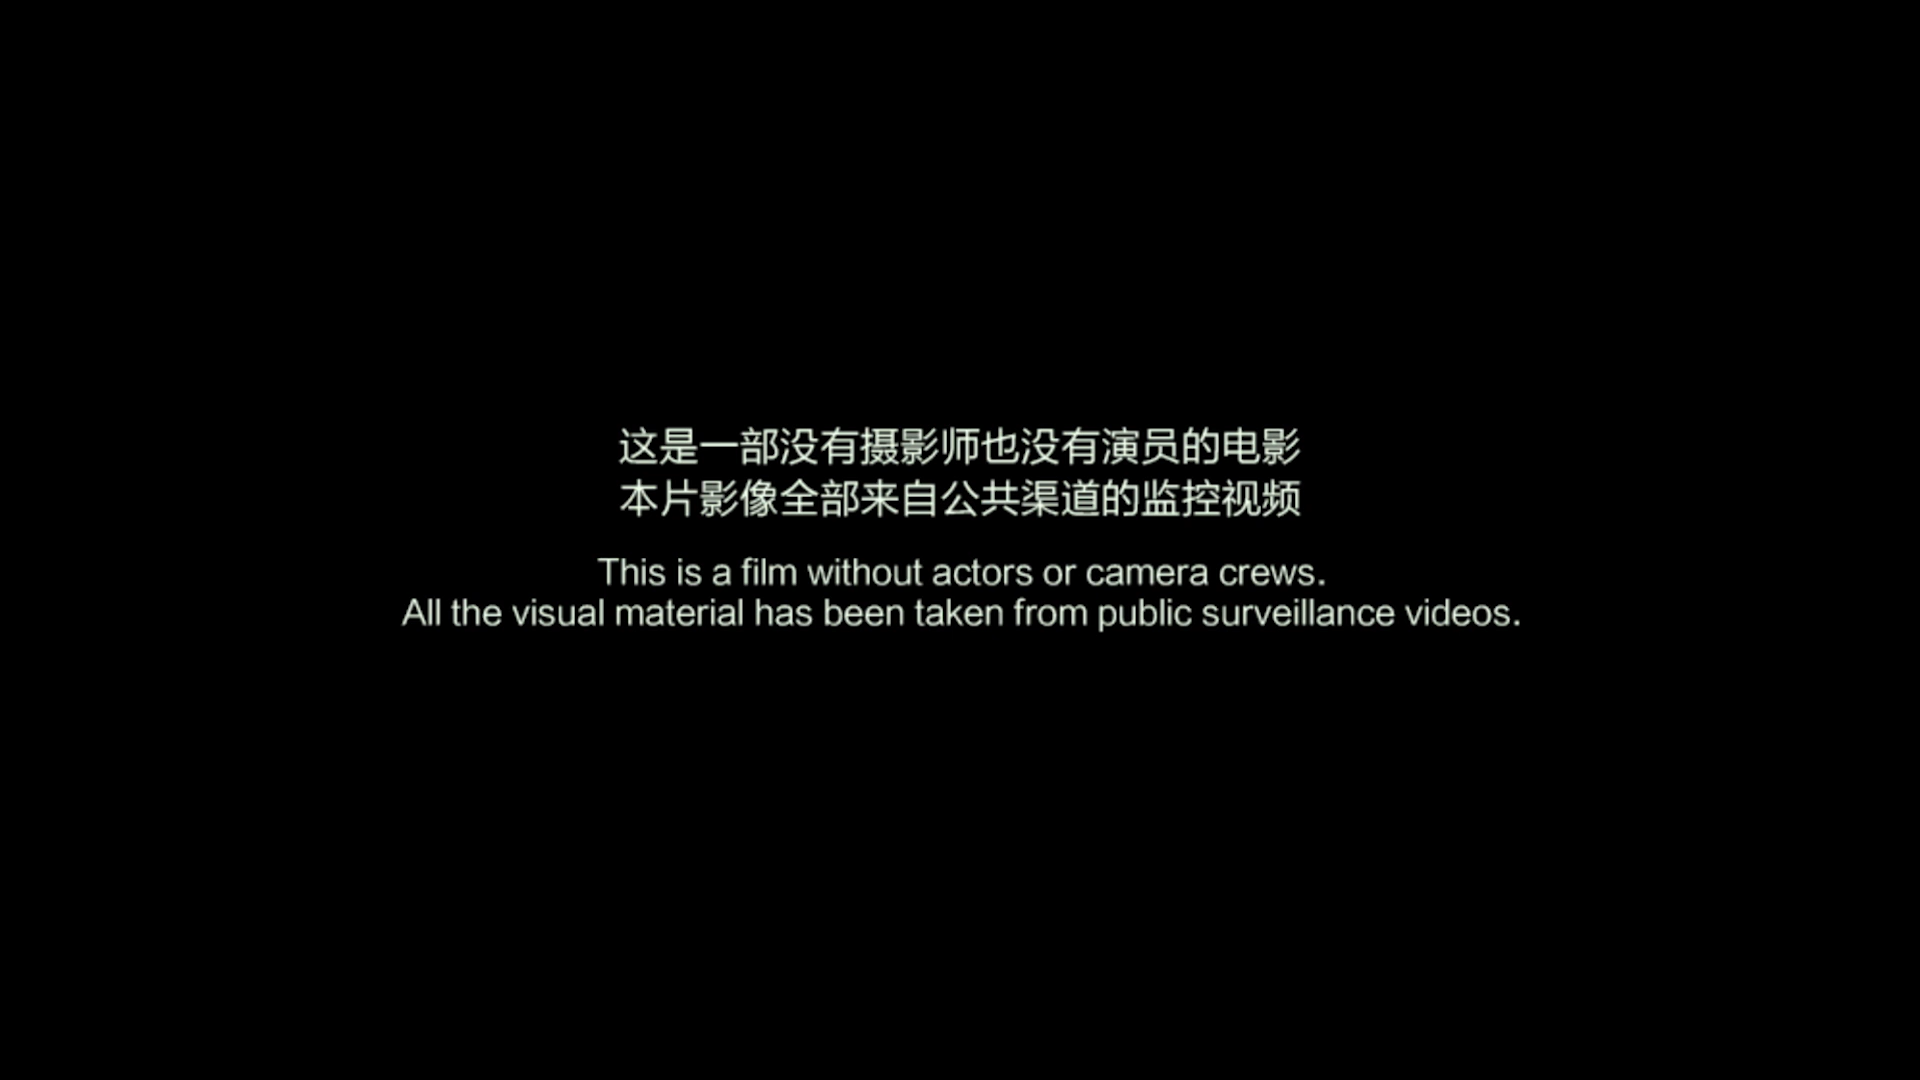 这是一部没有摄影师也没有演员的电影
本片影像全部来自公共渠道的监控视频
This is a film without actors or camera crews.
All the visual material has been taken from public surveillance videos.